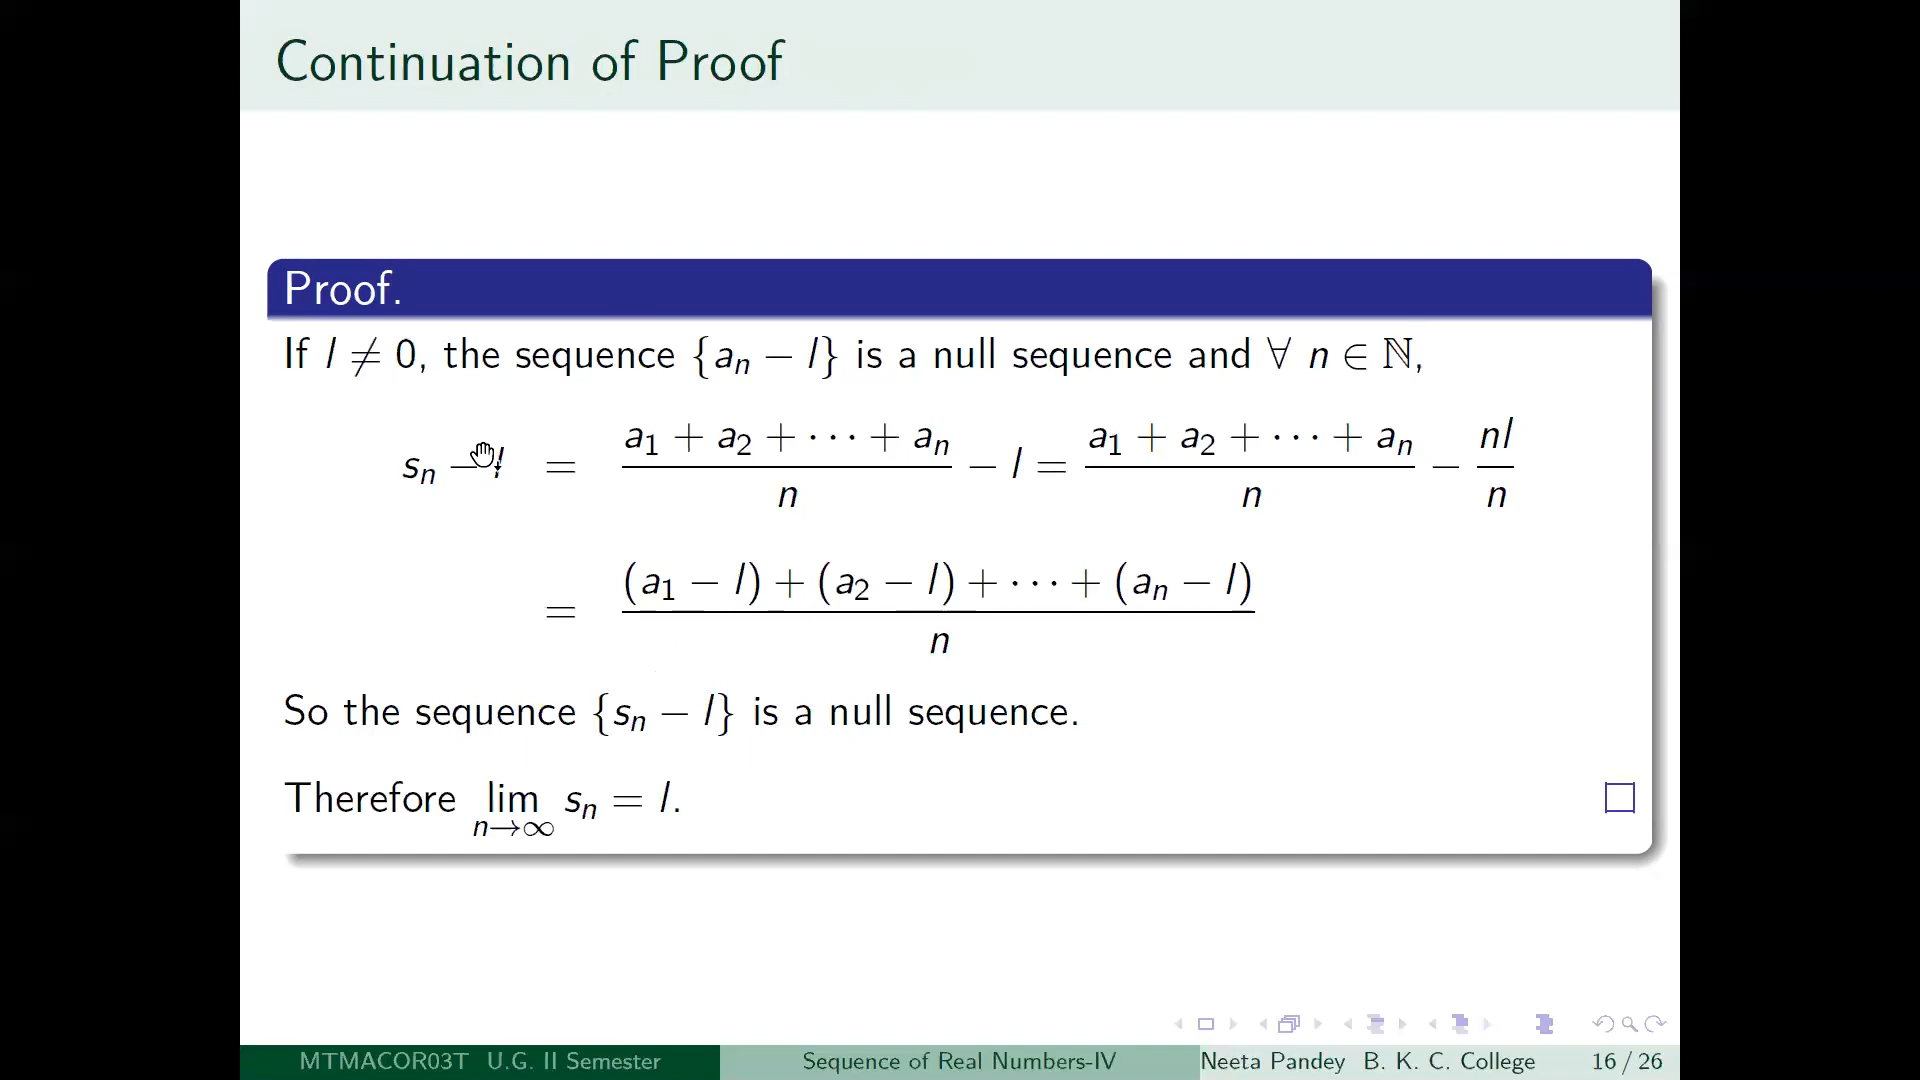 Continuation of Proof
Proof.
If l ≠ 0, the sequence {aₙ − l} is a null sequence and ∀ n ∈ ℕ,
sₙ − l = (a₁ + a₂ + ··· + aₙ)/n − l = (a₁ + a₂ + ··· + aₙ)/n − nl/n
= ((a₁ − l) + (a₂ − l) + ··· + (aₙ − l))/n
So the sequence {sₙ − l} is a null sequence.
Therefore lim n→∞ sₙ = l.
MTMACOR03T U.G. II Semester Sequence of Real Numbers-IV Neeta Pandey B. K. C. College 16 / 26